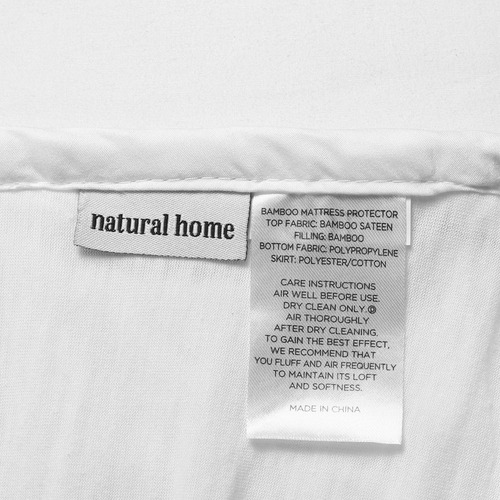 natural home
BAMBOO MATTRESS PROTECTOR
TOP FABRIC: BAMBOO SATEEN
FILLING: BAMBOO
BOTTOM FABRIC: POLYPROPYLENE
SKIRT: POLYESTER/COTTON
CARE INSTRUCTIONS
AIR WELL BEFORE USE.
DRY CLEAN ONLY.Ⓟ
AIR THOROUGHLY
AFTER DRY CLEANING.
TO GAIN THE BEST EFFECT,
WE RECOMMEND THAT
YOU FLUFF AND AIR FREQUENTLY
TO MAINTAIN ITS LOFT
AND SOFTNESS.
MADE IN CHINA